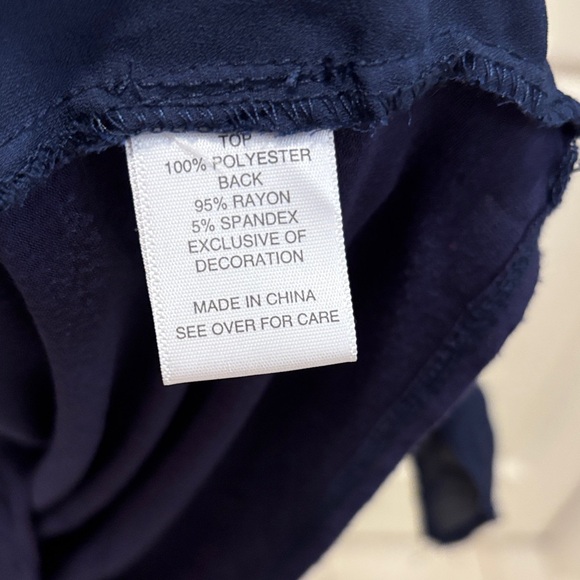 TOP
100% POLYESTER
BACK
95% RAYON
5% SPANDEX
EXCLUSIVE OF
DECORATION
MADE IN CHINA
SEE OVER FOR CARE